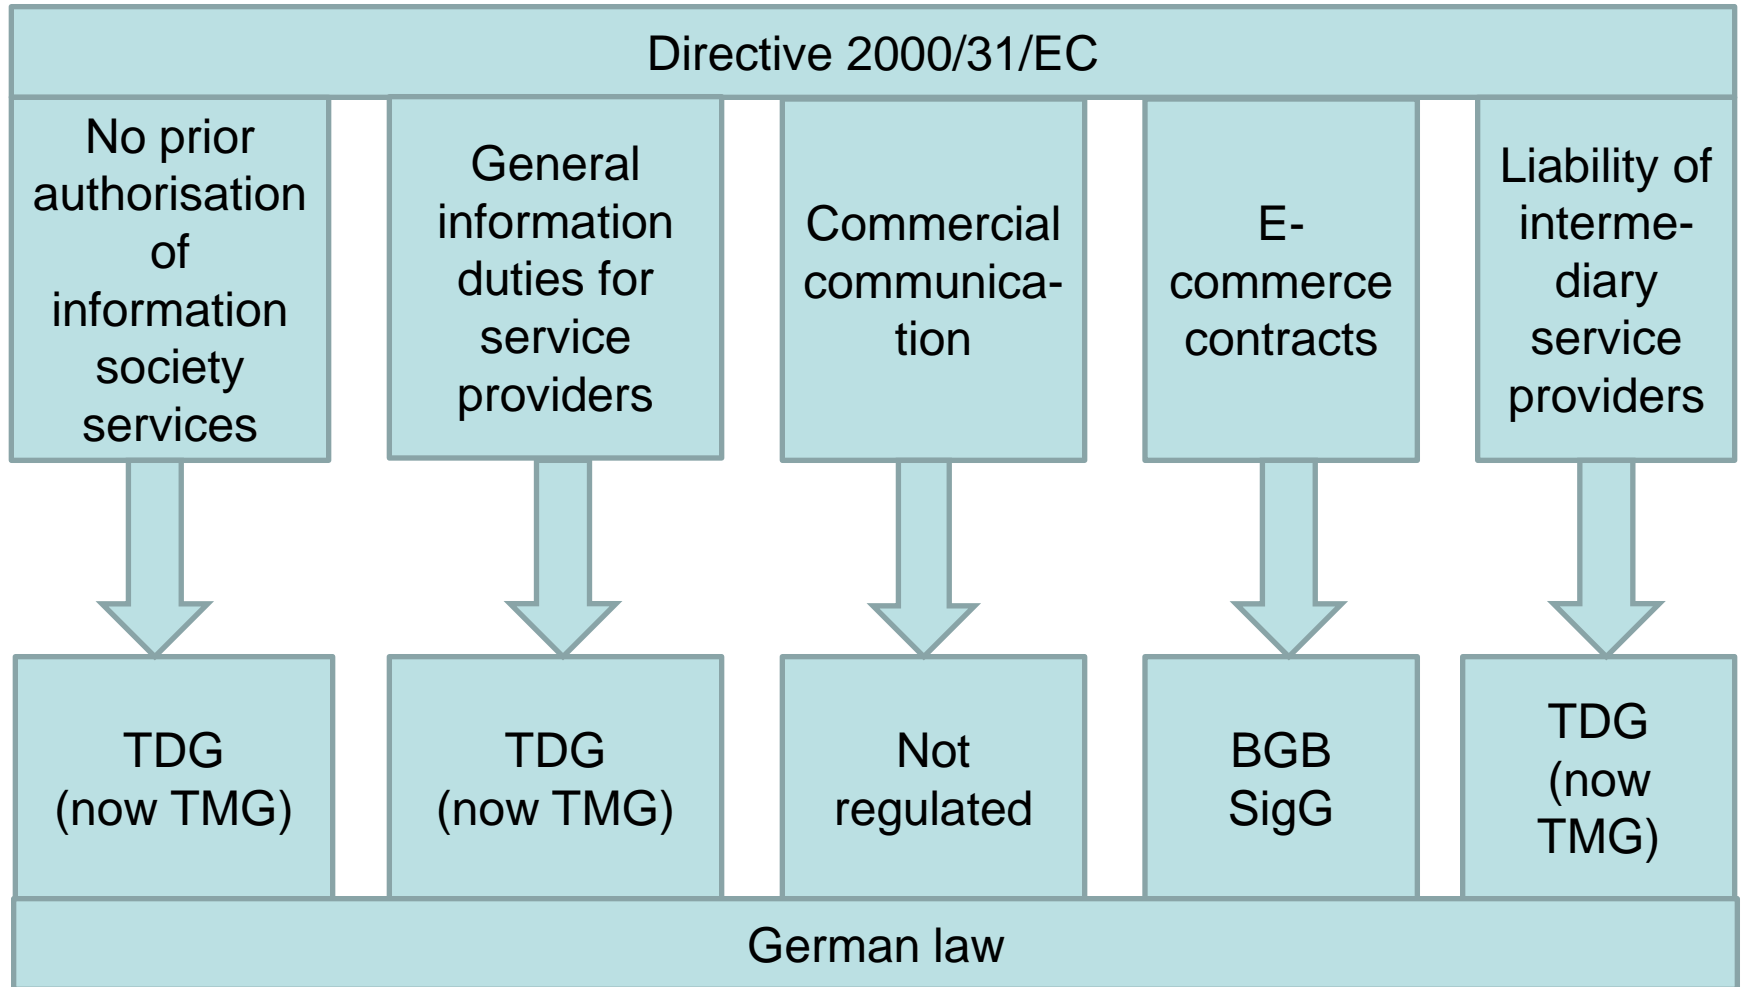 Directive 2000/31/EC
No prior
authorisation
of
information
society
services
General
information
duties for
service
providers
Commercial
communica-
tion
E-
commerce
contracts
Liability of
interme-
diary
service
providers
TDG
(now TMG)
TDG
(now TMG)
Not
regulated
BGB
SigG
TDG
(now
TMG)
German law